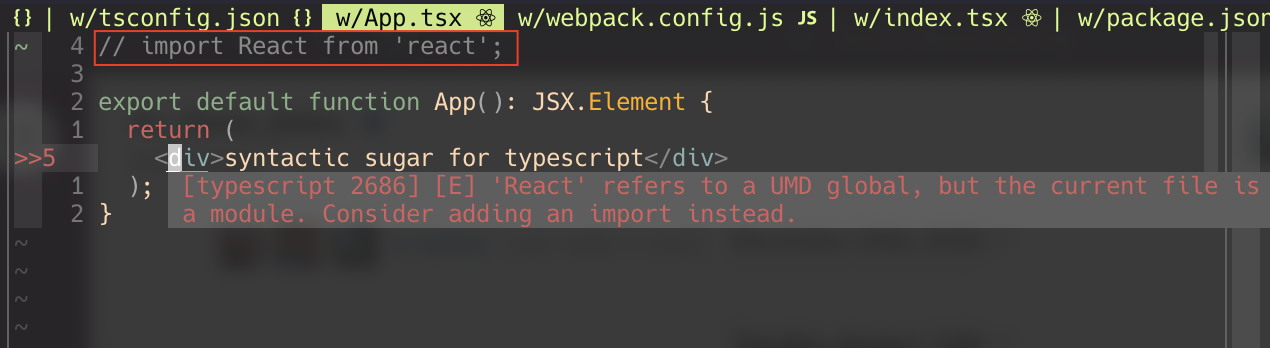 {} | w/tsconfig.json {} w/App.tsx w/webpack.config.js JS | w/index.tsx | w/package.json
~ 4 // import React from 'react';
3
2 export default function App(): JSX.Element {
1 return (
>>5 <div>syntactic sugar for typescript</div>
1 ); [typescript 2686] [E] 'React' refers to a UMD global, but the current file is
2 } a module. Consider adding an import instead.
~
~
~
~